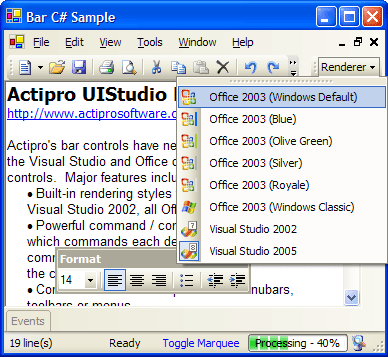 Bar C# Sample
File Edit View Tools Window Help
Renderer
Actipro UIStudio
http://www.actiprosoftware.c
Office 2003 (Windows Default)
Office 2003 (Blue)
Office 2003 (Olive Green)
Office 2003 (Silver)
Office 2003 (Royale)
Office 2003 (Windows Classic)
Visual Studio 2002
Visual Studio 2005
Actipro's bar controls have ne
the Visual Studio and Office
controls. Major features inclu
• Built-in rendering styles
Visual Studio 2002, all Of
• Powerful command / con
which commands each de
comm
the c
Format
14
Con
nubars,
toolbars or menus
Events
19 line(s) Ready Toggle Marquee Processing - 40%